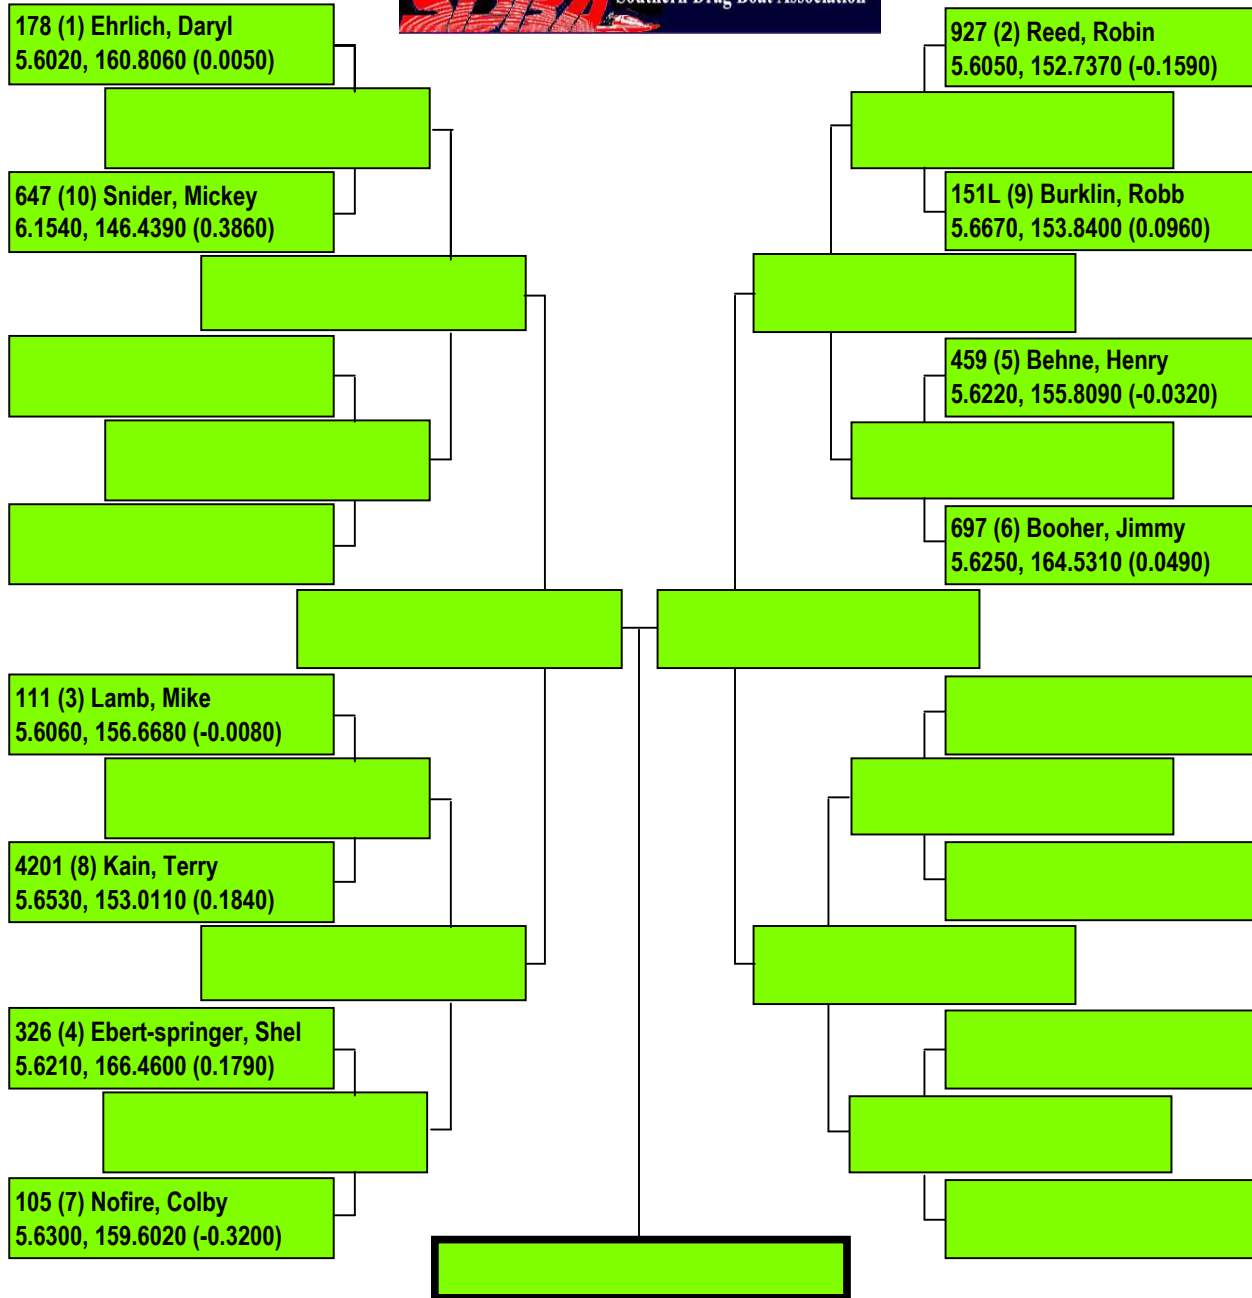 SDBA
Southern Drag Boat Association
178 (1) Ehrlich, Daryl
5.6020, 160.8060 (0.0050)
647 (10) Snider, Mickey
6.1540, 146.4390 (0.3860)
111 (3) Lamb, Mike
5.6060, 156.6680 (-0.0080)
4201 (8) Kain, Terry
5.6530, 153.0110 (0.1840)
326 (4) Ebert-springer, Shel
5.6210, 166.4600 (0.1790)
105 (7) Nofire, Colby
5.6300, 159.6020 (-0.3200)
927 (2) Reed, Robin
5.6050, 152.7370 (-0.1590)
151L (9) Burklin, Robb
5.6670, 153.8400 (0.0960)
459 (5) Behne, Henry
5.6220, 155.8090 (-0.0320)
697 (6) Booher, Jimmy
5.6250, 164.5310 (0.0490)